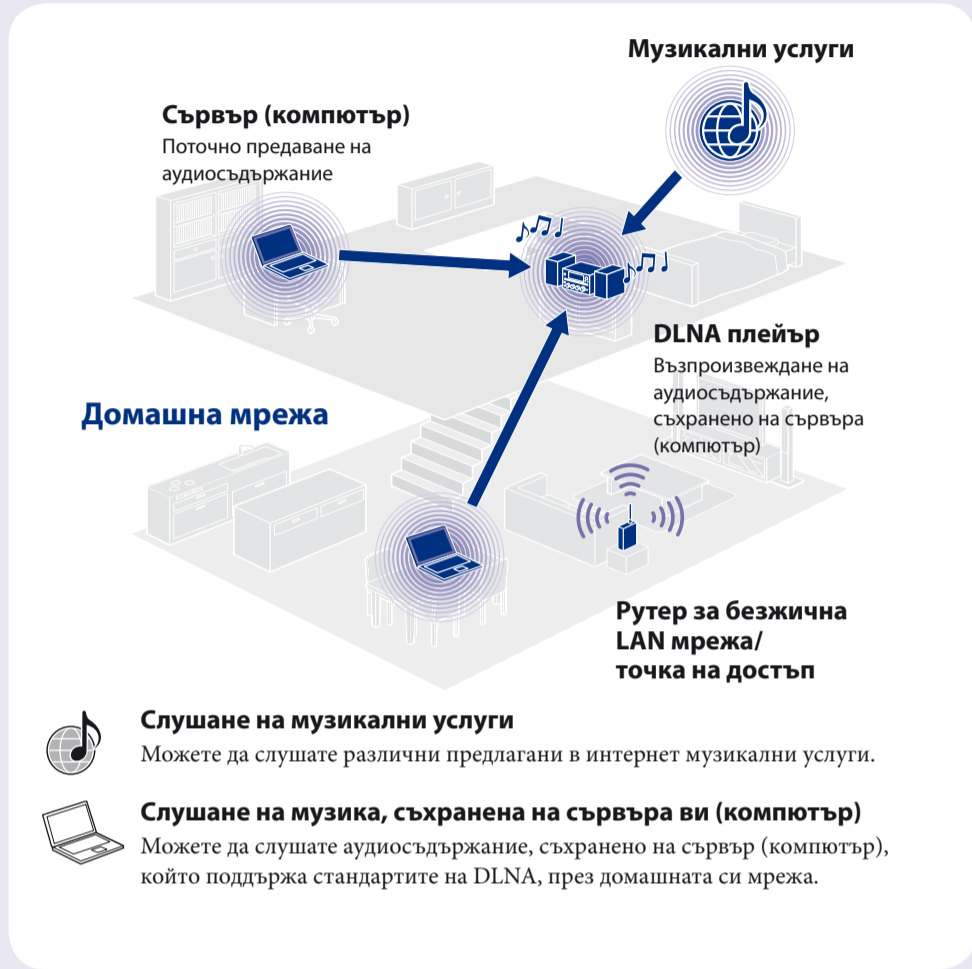 Музикални услуги
Сървър (компютър)
Поточно предаване на
аудиосъдържание
DLNA плейър
Възпроизвеждане на
аудиосъдържание,
съхранено на сървъра
(компютър)
Домашна мрежа
Рутер за безжична
LAN мрежа/
точка на достъп
Слушане на музикални услуги
Можете да слушате различни предлагани в интернет музикални услуги.
Слушане на музика, съхранена на сървъра ви (компютър)
Можете да слушате аудиосъдържание, съхранено на сървър (компютър),
който поддържа стандартите на DLNA, през домашната си мрежа.